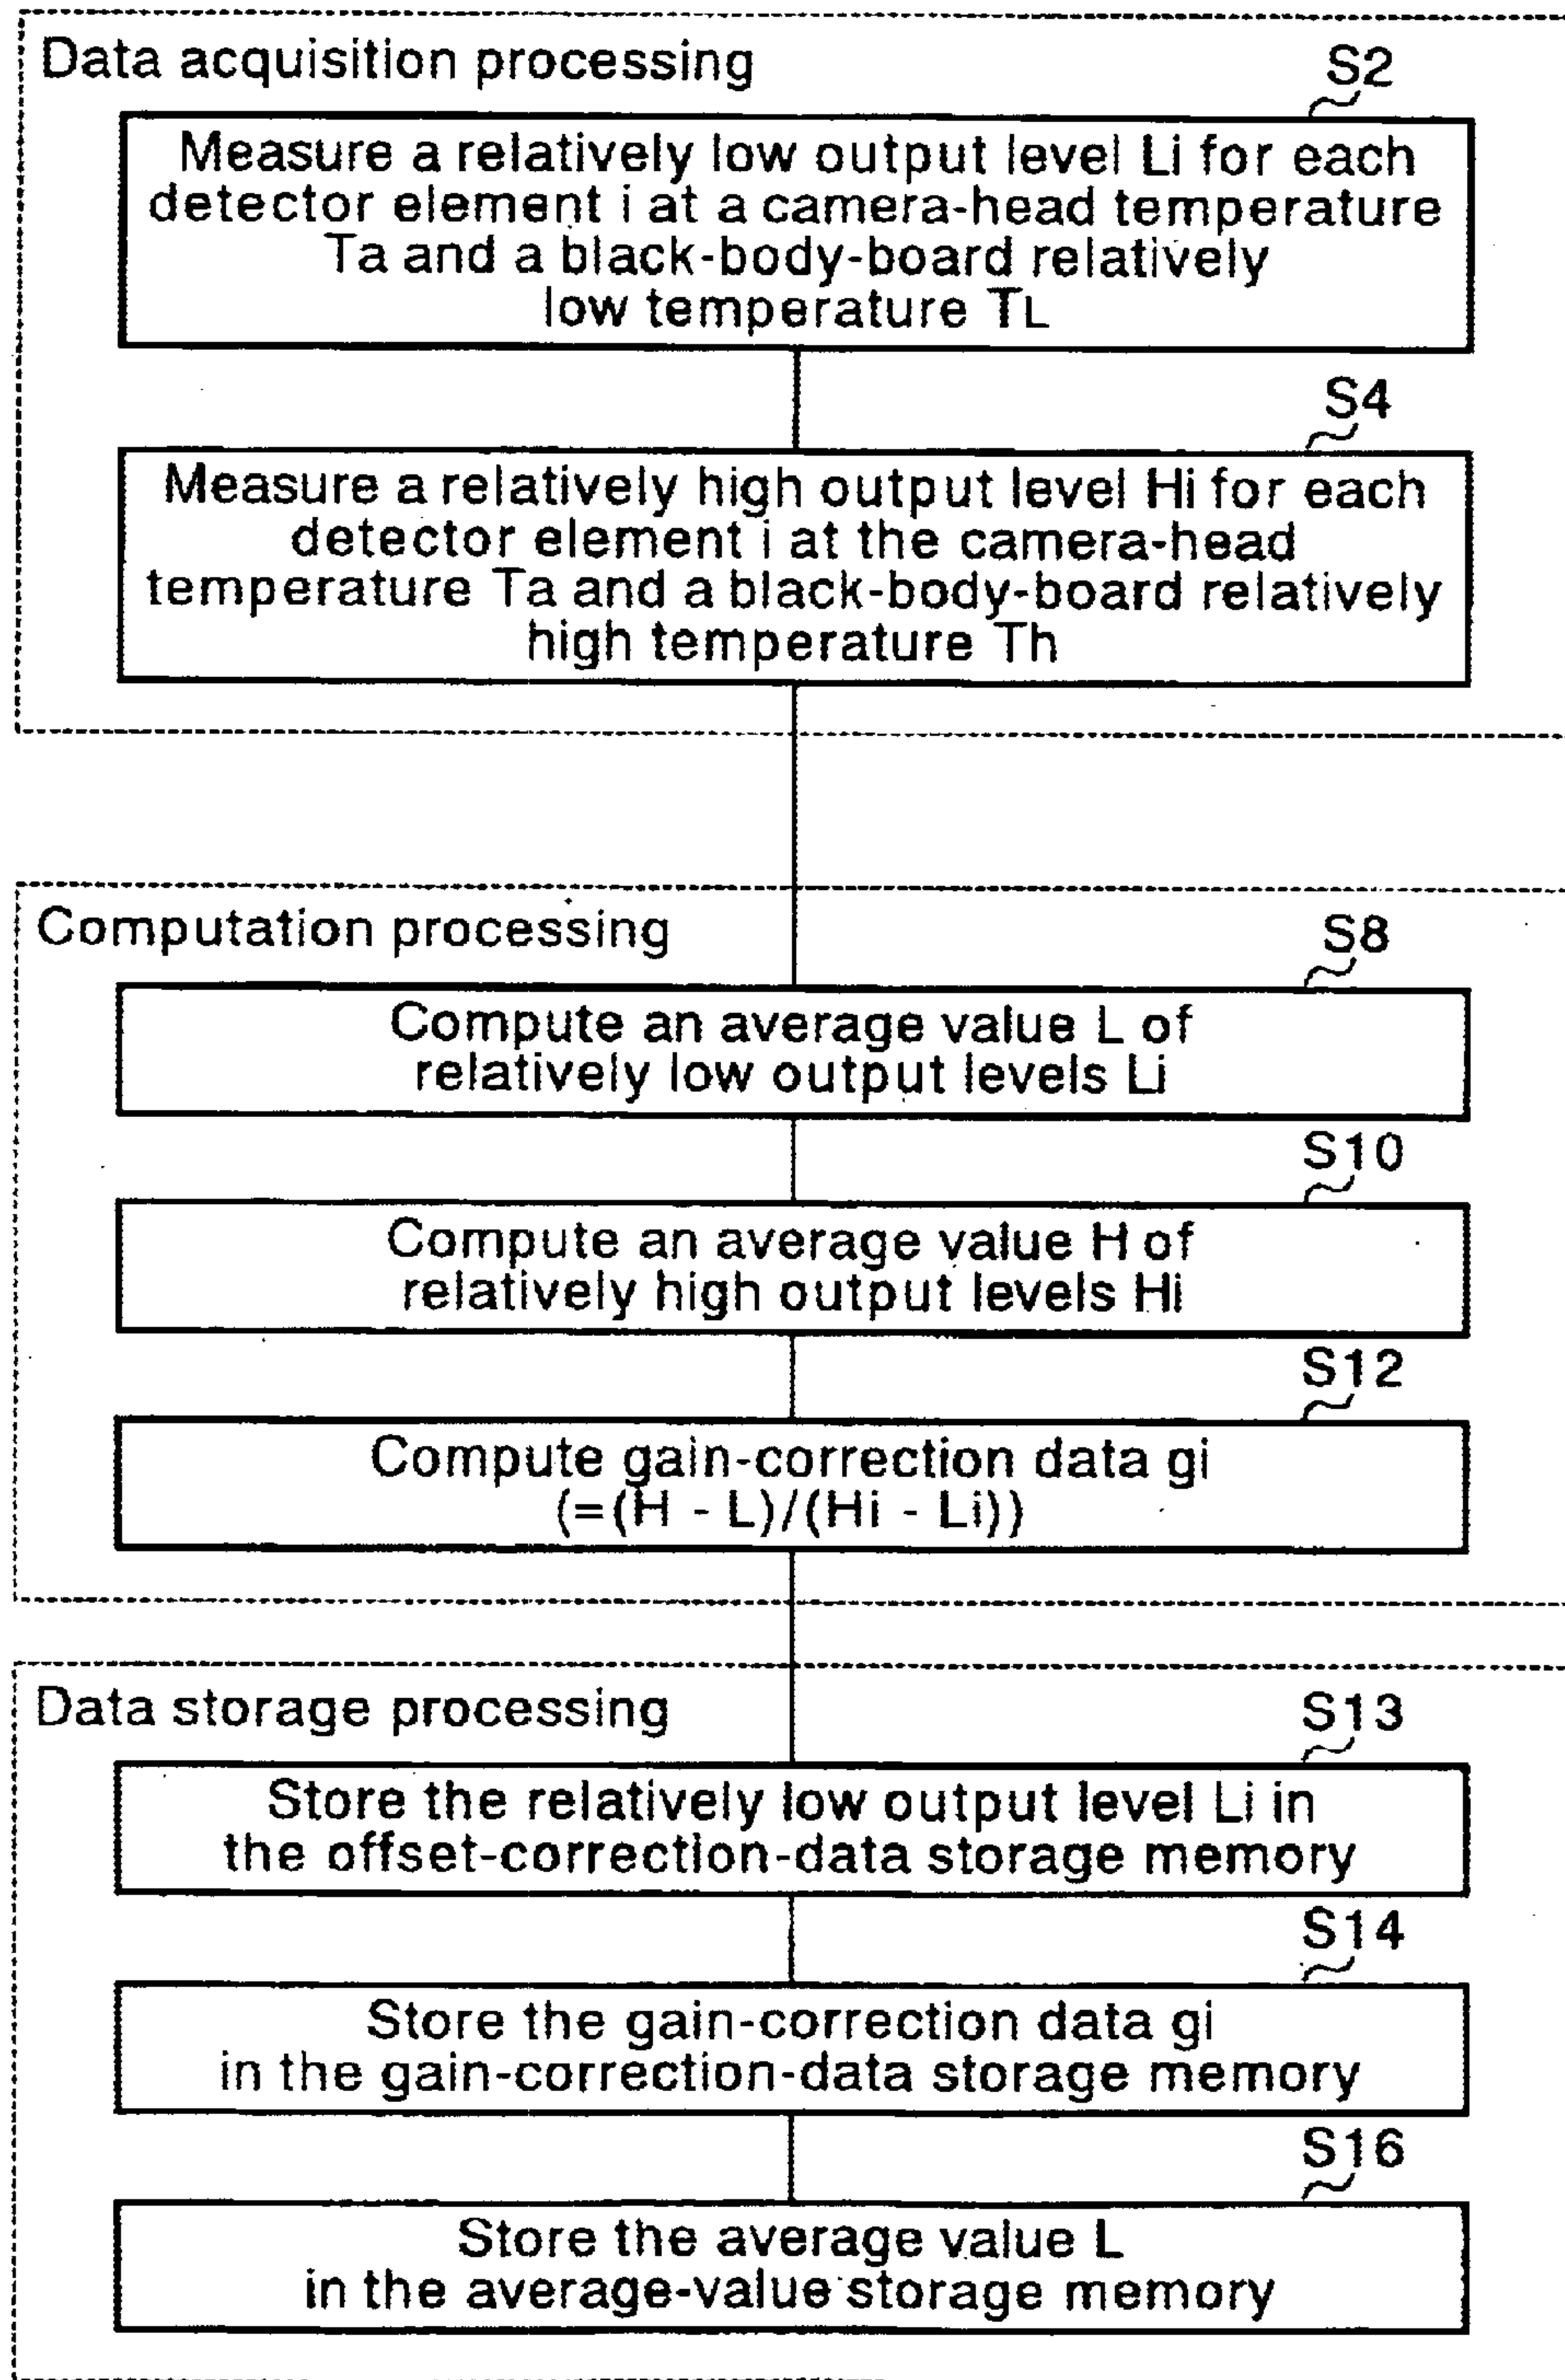 Data acquisition processing
S2
Measure a relatively low output level Li for each
detector element i at a camera-head temperature
Ta and a black-body-board relatively
low temperature TL
S4
Measure a relatively high output level Hi for each
detector element i at the camera-head
temperature Ta and a black-body-board relatively
high temperature Th
Computation processing
S8
Compute an average value L of
relatively low output levels Li
S10
Compute an average value H of
relatively high output levels Hi
S12
Compute gain-correction data gi
(=(H - L)/(Hi - Li))
Data storage processing
S13
Store the relatively low output level Li in
the offset-correction-data storage memory
S14
Store the gain-correction data gi
in the gain-correction-data storage memory
S16
Store the average value L
in the average-value storage memory